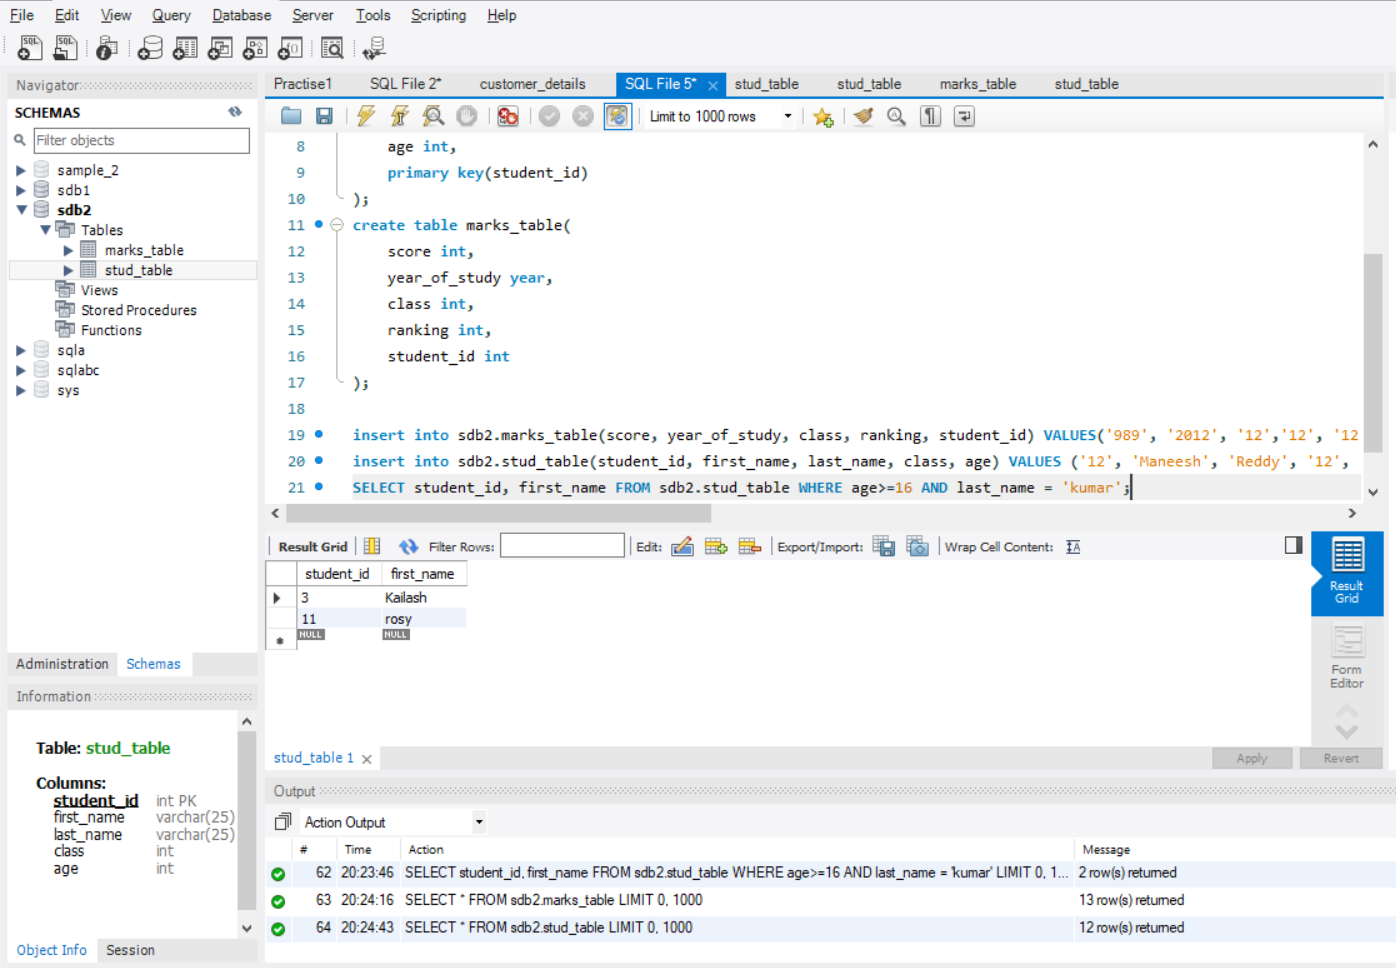 File Edit View Query Database Server Tools Scripting Help
Navigator
SCHEMAS
Filter objects
sample_2
sdb1
sdb2
Tables
marks_table
stud_table
Views
Stored Procedures
Functions
sqla
sqlabc
sys
Administration Schemas
Information
Table: stud_table
Columns:
student_id int PK
first_name varchar(25)
last_name varchar(25)
class int
age int
Object Info Session
Practise1 SQL File 2* customer_details SQL File 5* stud_table stud_table marks_table stud_table
Limit to 1000 rows
8 age int,
9 primary key(student_id)
10 );
11 create table marks_table(
12 score int,
13 year_of_study year,
14 class int,
15 ranking int,
16 student_id int
17 );
18
19 insert into sdb2.marks_table(score, year_of_study, class, ranking, student_id) VALUES('989', '2012', '12','12', '12
20 insert into sdb2.stud_table(student_id, first_name, last_name, class, age) VALUES ('12', 'Maneesh', 'Reddy', '12',
21 SELECT student_id, first_name FROM sdb2.stud_table WHERE age>=16 AND last_name = 'kumar';
Result Grid Filter Rows: Edit: Export/Import: Wrap Cell Content:
student_id first_name
3 Kailash
11 rosy
NULL NULL
Result
Grid
Form
Editor
stud_table 1 Apply Revert
Output
Action Output
# Time Action Message
62 20:23:46 SELECT student_id, first_name FROM sdb2.stud_table WHERE age>=16 AND last_name = 'kumar' LIMIT 0, 1... 2 row(s) returned
63 20:24:16 SELECT * FROM sdb2.marks_table LIMIT 0, 1000 13 row(s) returned
64 20:24:43 SELECT * FROM sdb2.stud_table LIMIT 0, 1000 12 row(s) returned